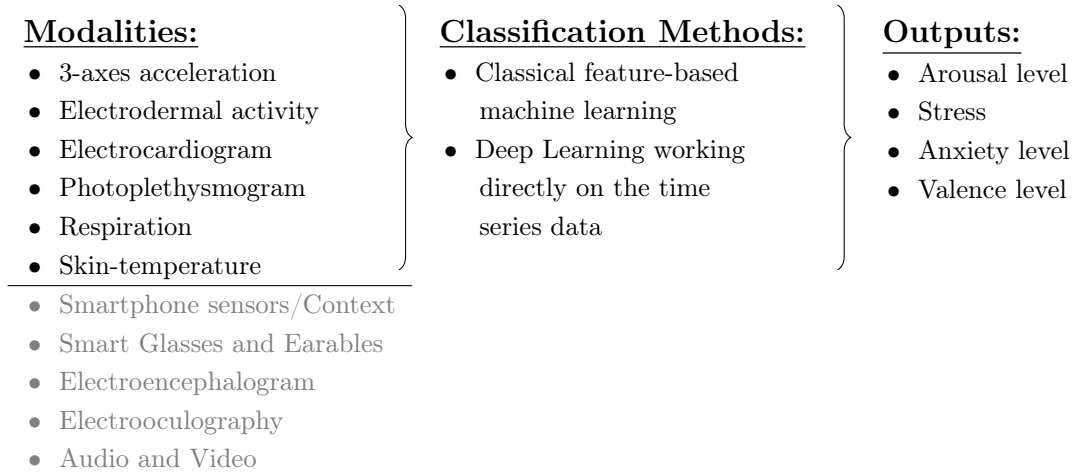 Modalities:
• 3-axes acceleration
• Electrodermal activity
• Electrocardiogram
• Photoplethysmogram
• Respiration
• Skin-temperature
• Smartphone sensors/Context
• Smart Glasses and Earables
• Electroencephalogram
• Electrooculography
• Audio and Video
Classification Methods:
• Classical feature-based
machine learning
• Deep Learning working
directly on the time
series data
Outputs:
• Arousal level
• Stress
• Anxiety level
• Valence level